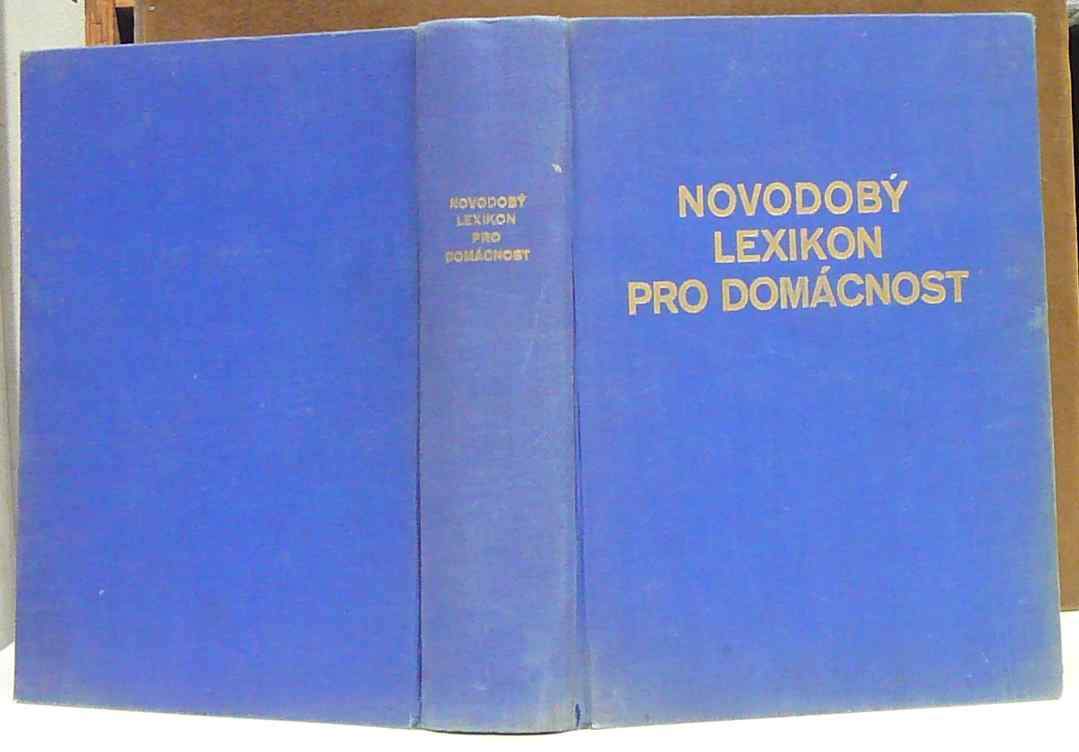 NOVODOBÝ
LEXIKON
PRO
DOMÁCNOST
NOVODOBÝ
LEXIKON
PRO DOMÁCNOST